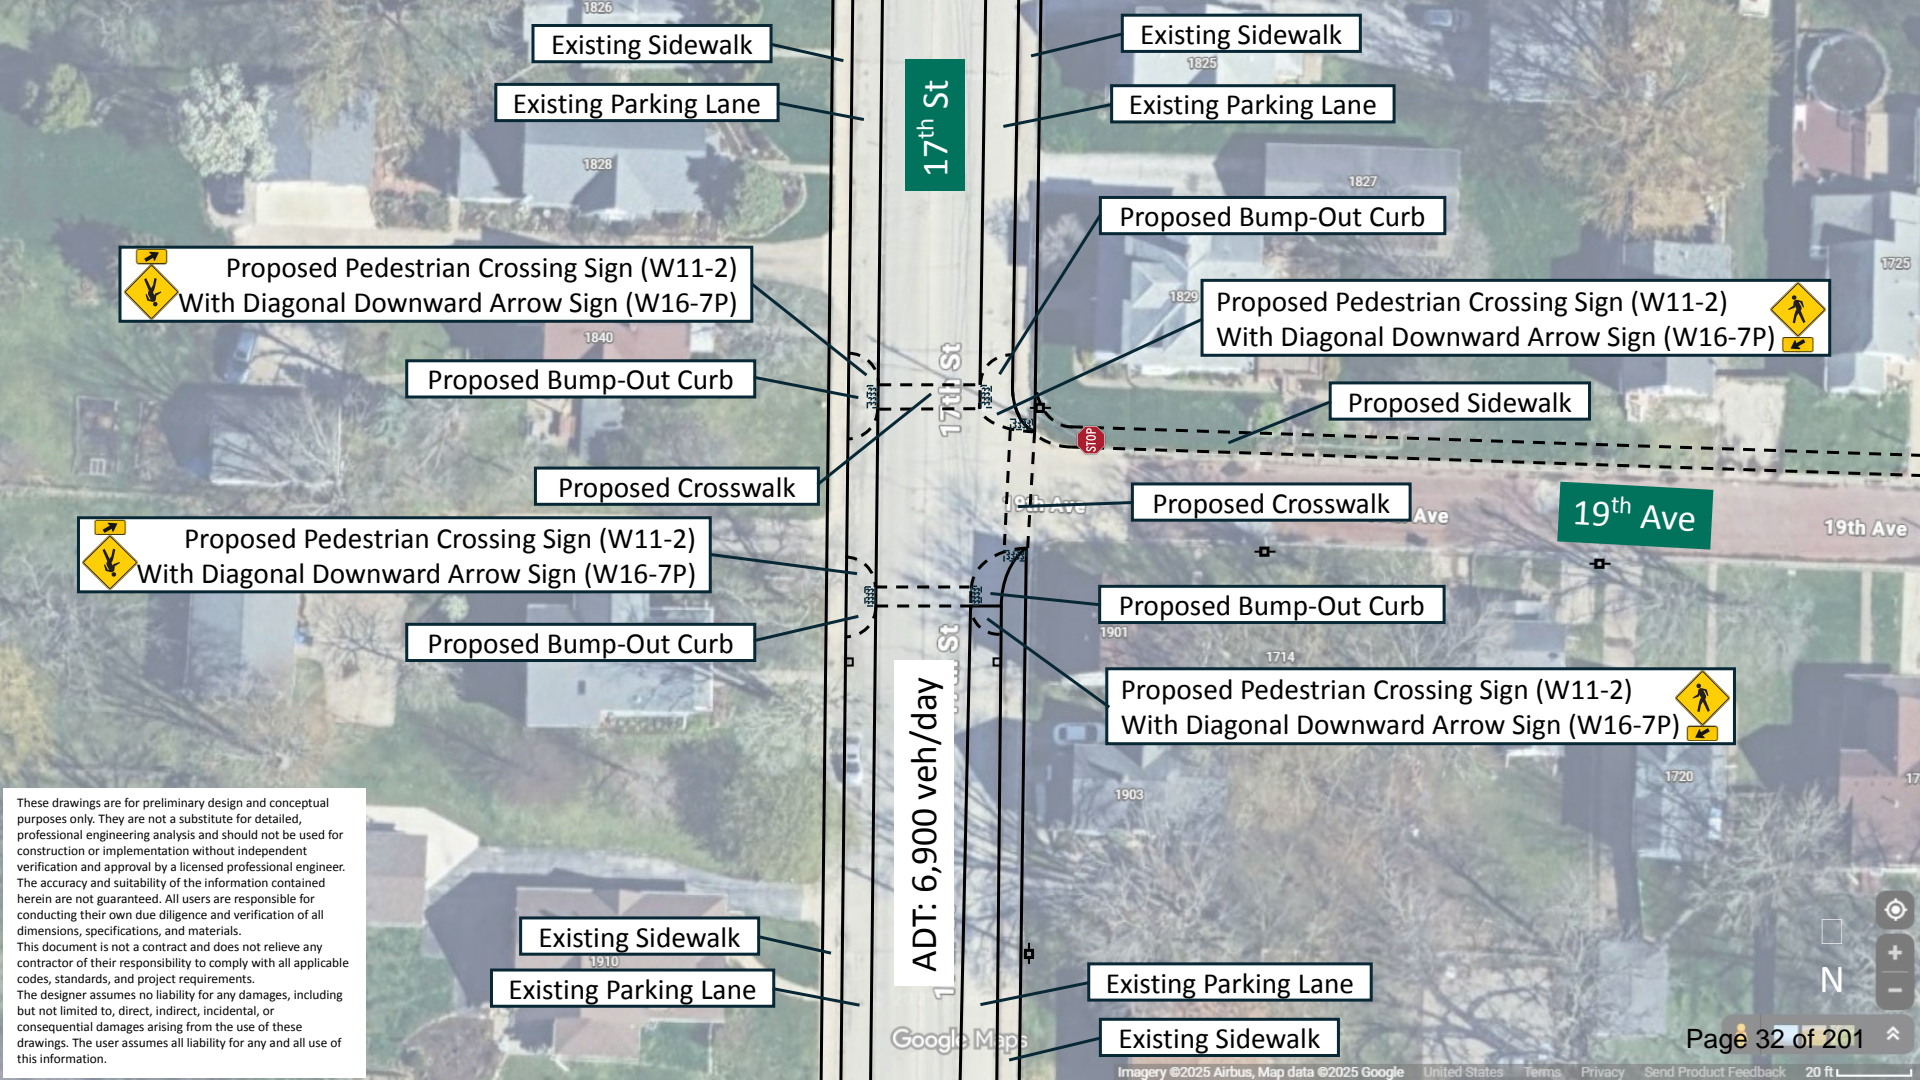 1826
Existing Sidewalk
Existing Sidewalk
1825
Existing Parking Lane
Existing Parking Lane
17th St
1828
1827
Proposed Bump-Out Curb
Proposed Pedestrian Crossing Sign (W11-2)
With Diagonal Downward Arrow Sign (W16-7P)
1725
1829
Proposed Pedestrian Crossing Sign (W11-2)
With Diagonal Downward Arrow Sign (W16-7P)
1840
17th St
Proposed Bump-Out Curb
Proposed Sidewalk
STOP
Proposed Crosswalk
19th Ave
Proposed Crosswalk
Ave
19th Ave
19th Ave
Proposed Pedestrian Crossing Sign (W11-2)
With Diagonal Downward Arrow Sign (W16-7P)
Proposed Bump-Out Curb
Proposed Bump-Out Curb
1901
1714
St
ADT: 6,900 veh/day
Proposed Pedestrian Crossing Sign (W11-2)
With Diagonal Downward Arrow Sign (W16-7P)
1720
17
1903
These drawings are for preliminary design and conceptual
purposes only. They are not a substitute for detailed,
professional engineering analysis and should not be used for
construction or implementation without independent
verification and approval by a licensed professional engineer.
The accuracy and suitability of the information contained
herein are not guaranteed. All users are responsible for
conducting their own due diligence and verification of all
dimensions, specifications, and materials.
This document is not a contract and does not relieve any
contractor of their responsibility to comply with all applicable
codes, standards, and project requirements.
The designer assumes no liability for any damages, including
but not limited to, direct, indirect, incidental, or
consequential damages arising from the use of these
drawings. The user assumes all liability for any and all use of
this information.
Existing Sidewalk
1910
Existing Parking Lane
Existing Parking Lane
Existing Sidewalk
N
Google Maps
Page 32 of 201
Imagery ©2025 Airbus, Map data ©2025 Google
United States
Terms
Privacy
Send Product Feedback
20 ft